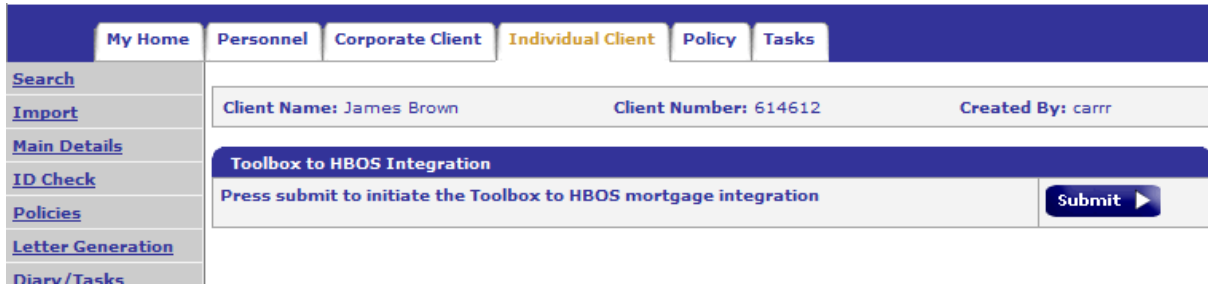 My Home Personnel Corporate Client Individual Client Policy Tasks
Search
Import
Main Details
ID Check
Policies
Letter Generation
Diary/Tasks
Client Name: James Brown Client Number: 614612 Created By: carrr
Toolbox to HBOS Integration
Press submit to initiate the Toolbox to HBOS mortgage integration
Submit